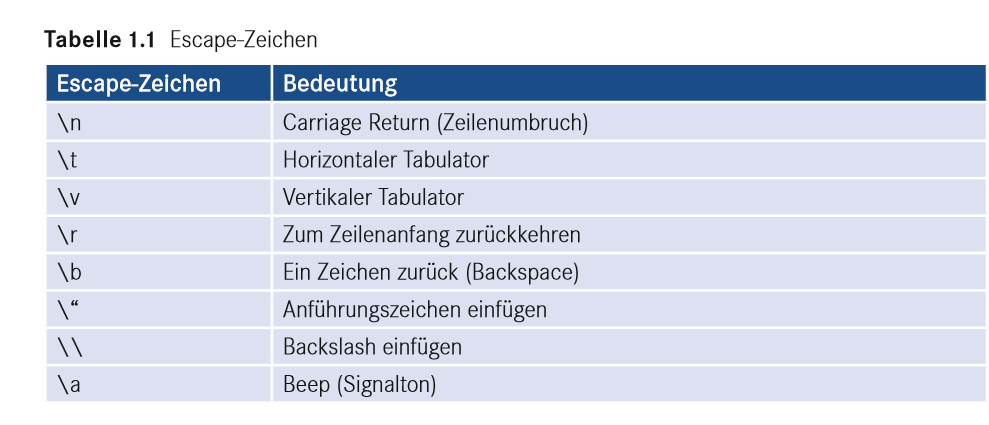 Tabelle 1.1 Escape-Zeichen
Escape-Zeichen Bedeutung
\n Carriage Return (Zeilenumbruch)
\t Horizontaler Tabulator
\v Vertikaler Tabulator
\r Zum Zeilenanfang zurückkehren
\b Ein Zeichen zurück (Backspace)
\“ Anführungszeichen einfügen
\\ Backslash einfügen
\a Beep (Signalton)